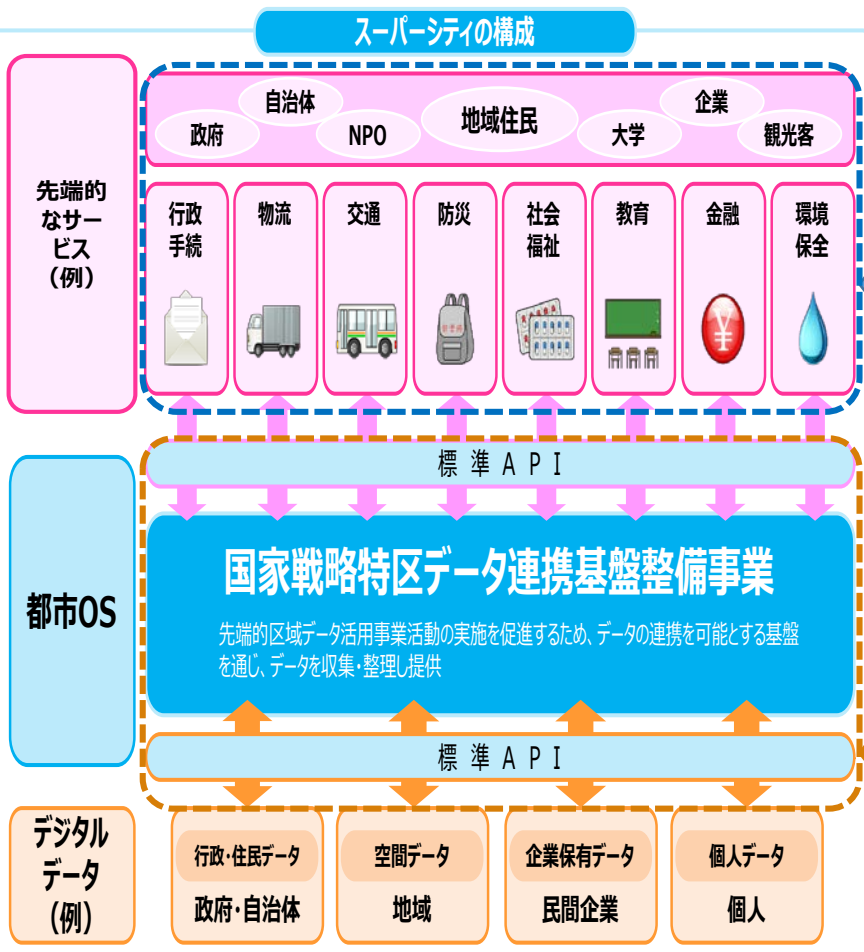 スーパーシティの構成
先端的
なサー
ビス
（例）
政府
自治体
NPO
地域住民
大学
企業
観光客
行政
手続
物流
交通
防災
社会
福祉
教育
金融
環境
保全
標準API
都市OS
国家戦略特区データ連携基盤整備事業
先端的区域データ活用事業活動の実施を促進するため、データの連携を可能とする基盤
を通じ、データを収集・整理し提供
標準API
デジタル
データ
（例）
行政・住民データ
政府・自治体
空間データ
地域
企業保有データ
民間企業
個人データ
個人